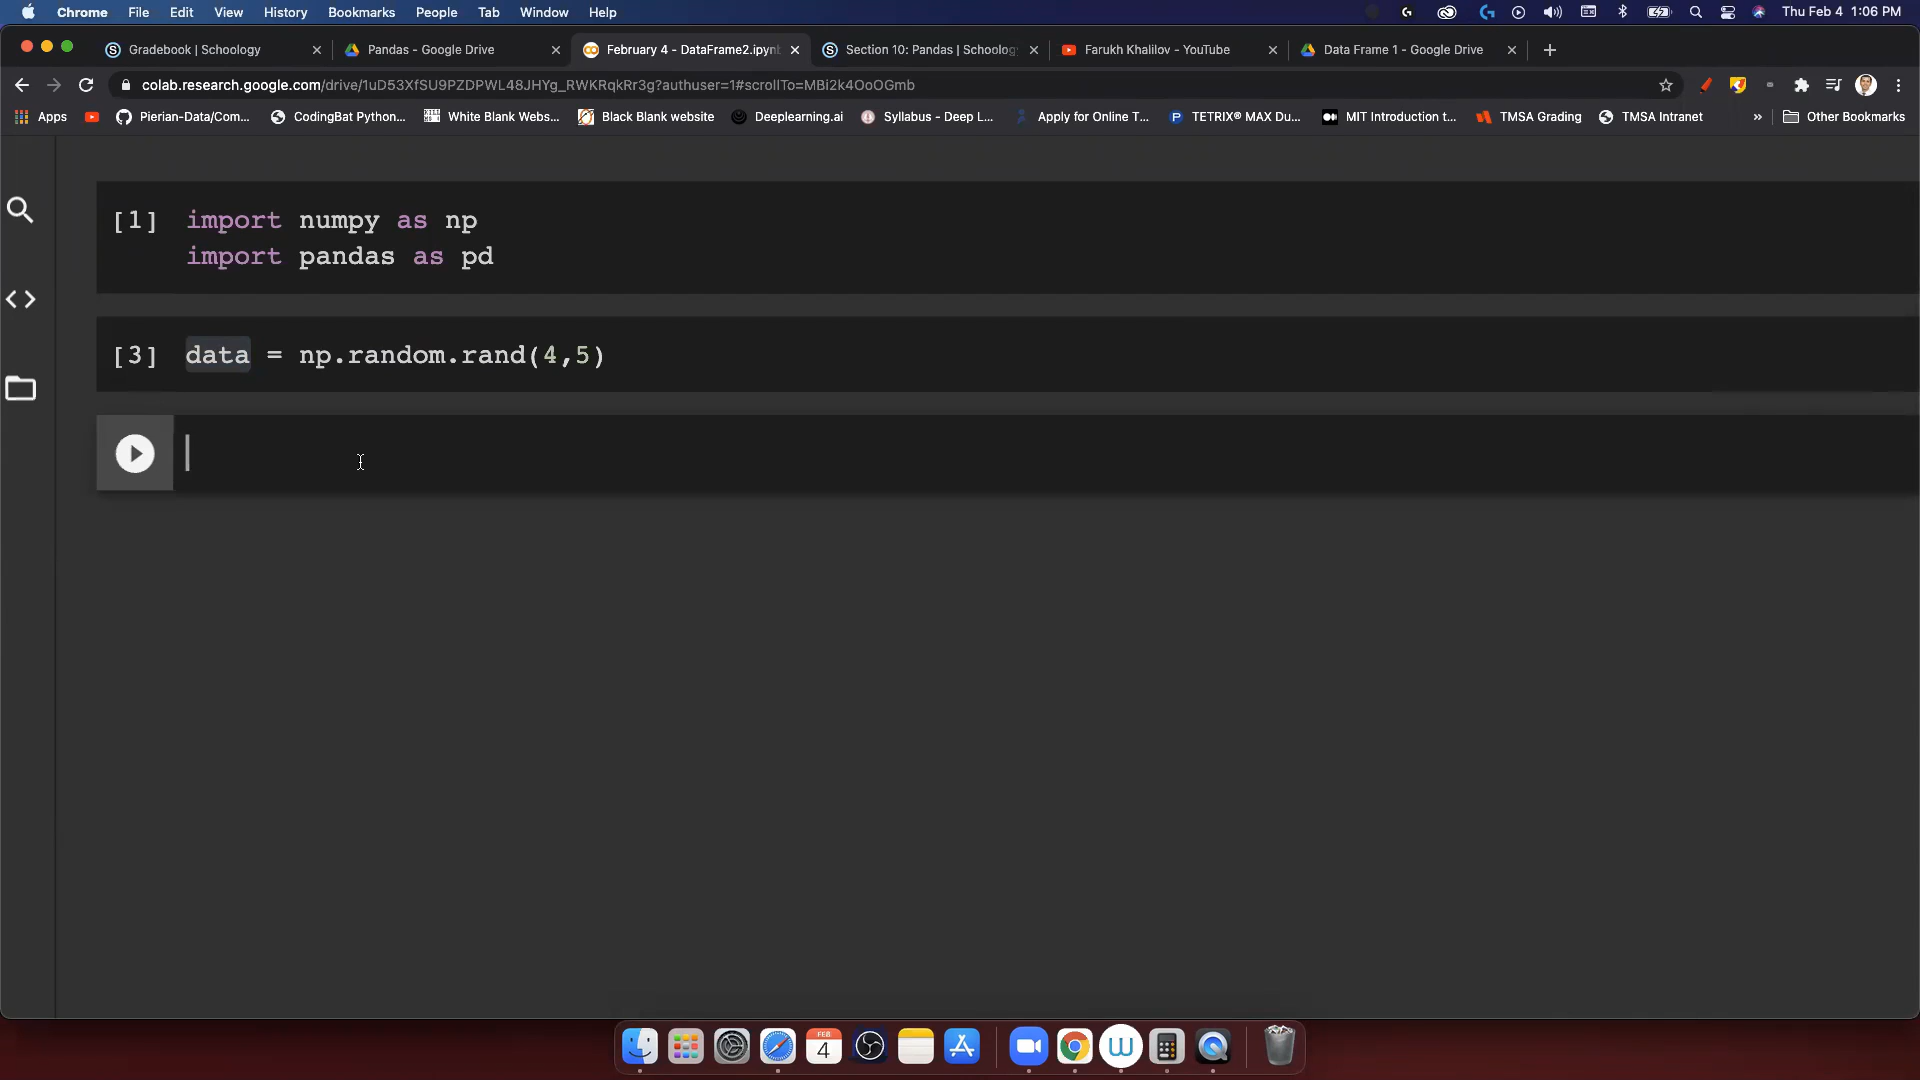 Chrome File Edit View History Bookmarks People Tab Window Help Thu Feb 4 1:06 PM
Gradebook | Schoology Pandas - Google Drive February 4 - DataFrame2.ipynb Section 10: Pandas | Schoology Farukh Khalilov - YouTube Data Frame 1 - Google Drive
colab.research.google.com/drive/1uD53XfSU9PZDPWL48JHYg_RWKRqkRr3g?authuser=1#scrollTo=MBi2k4OoOGmb
Apps Pierian-Data/Com... CodingBat Python... White Blank Webs... Black Blank website Deeplearning.ai Syllabus - Deep L... Apply for Online T... TETRIX® MAX Du... MIT Introduction t... TMSA Grading TMSA Intranet » Other Bookmarks
[1] import numpy as np
import pandas as pd
[3] data = np.random.rand(4,5)
FEB
4